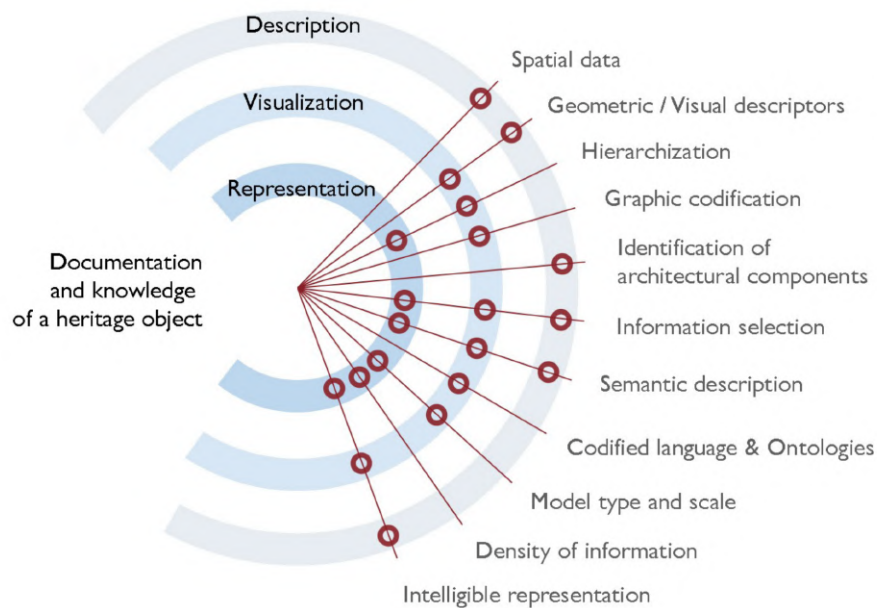 Description
Visualization
Representation
Documentation
and knowledge
of a heritage object
Spatial data
Geometric / Visual descriptors
Hierarchization
Graphic codification
Identification of
architectural components
Information selection
Semantic description
Codified language & Ontologies
Model type and scale
Density of information
Intelligible representation